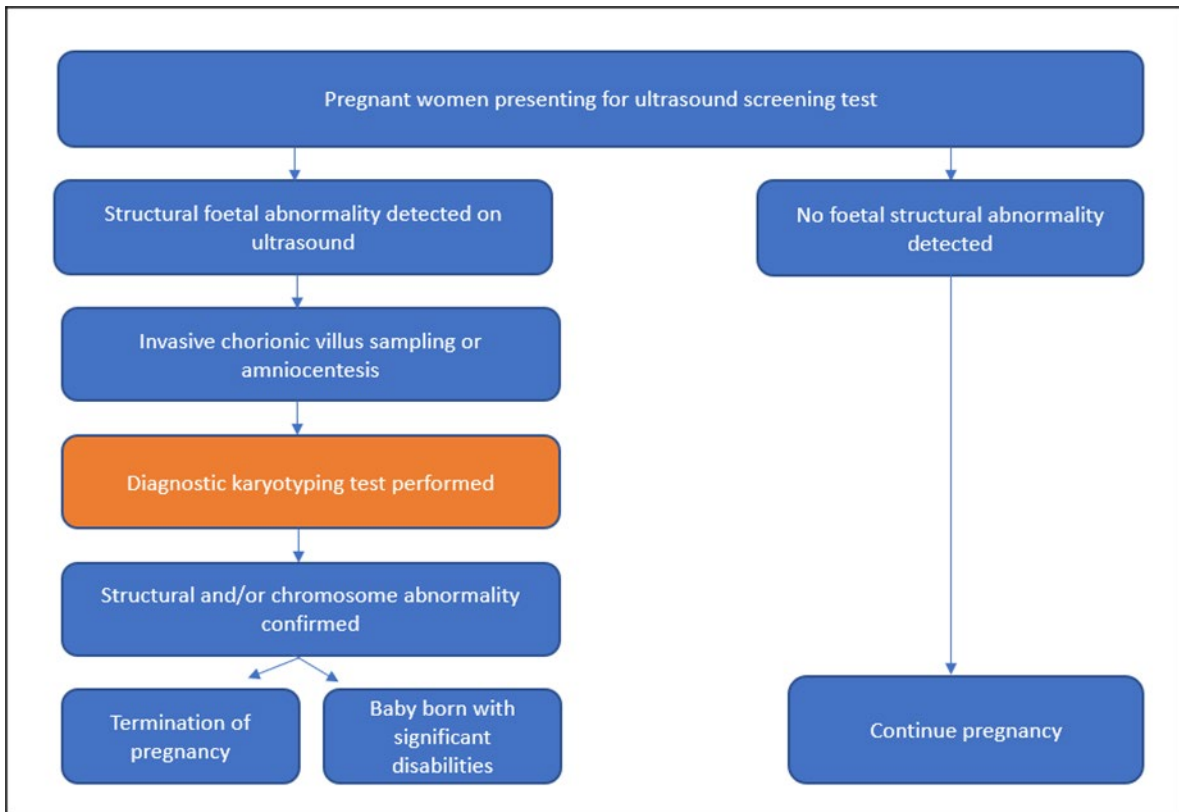 Pregnant women presenting for ultrasound screening test
Structural foetal abnormality detected on
ultrasound
No foetal structural abnormality
detected
Invasive chorionic villus sampling or
amniocentesis
Diagnostic karyotyping test performed
Structural and/or chromosome abnormality
confirmed
Termination of
pregnancy
Baby born with
significant
disabilities
Continue pregnancy